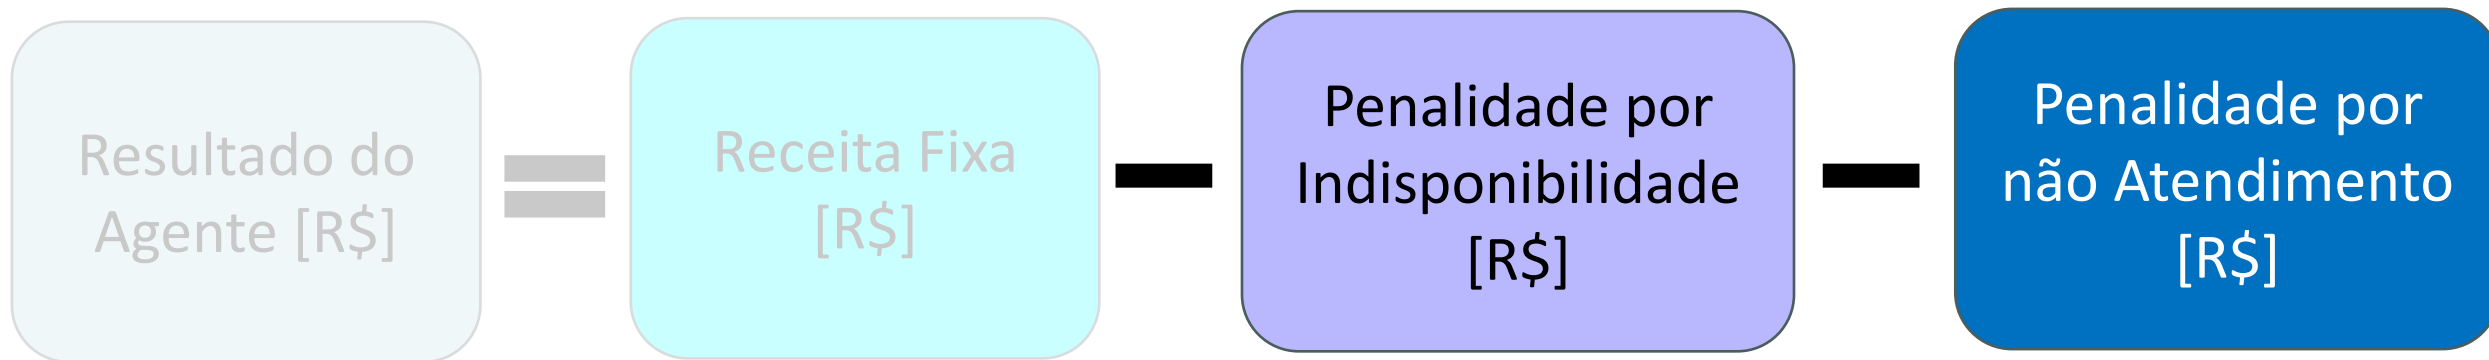 Resultado do
Agente [R$]
=
Receita Fixa
[R$]
−
Penalidade por
Indisponibilidade
[R$]
−
Penalidade por
não Atendimento
[R$]